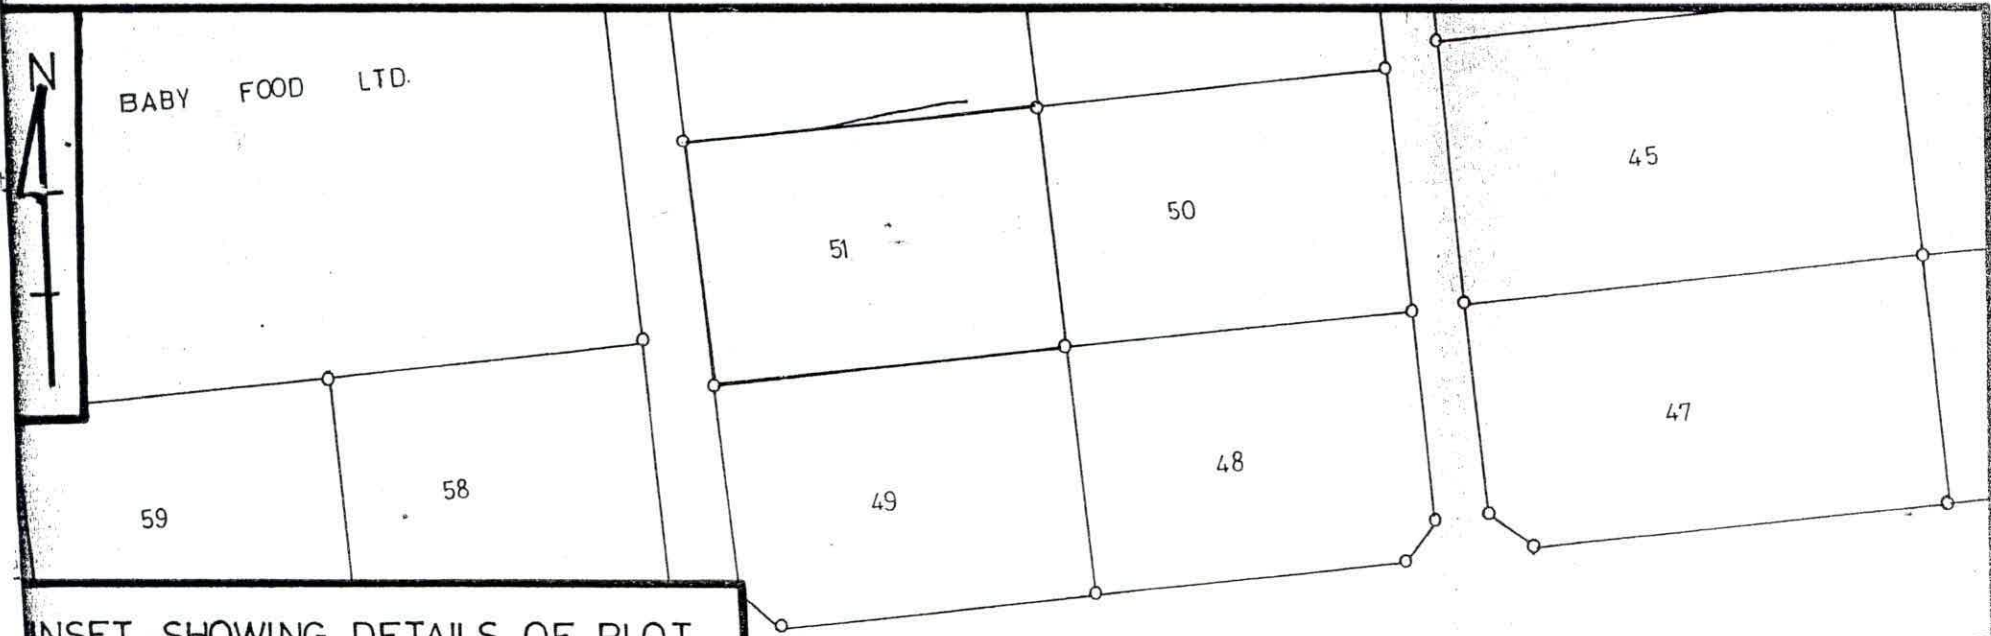 N
BABY FOOD LTD.
45
50
51
47
48
58
49
59
INSET SHOWING DETAILS OF PLOT